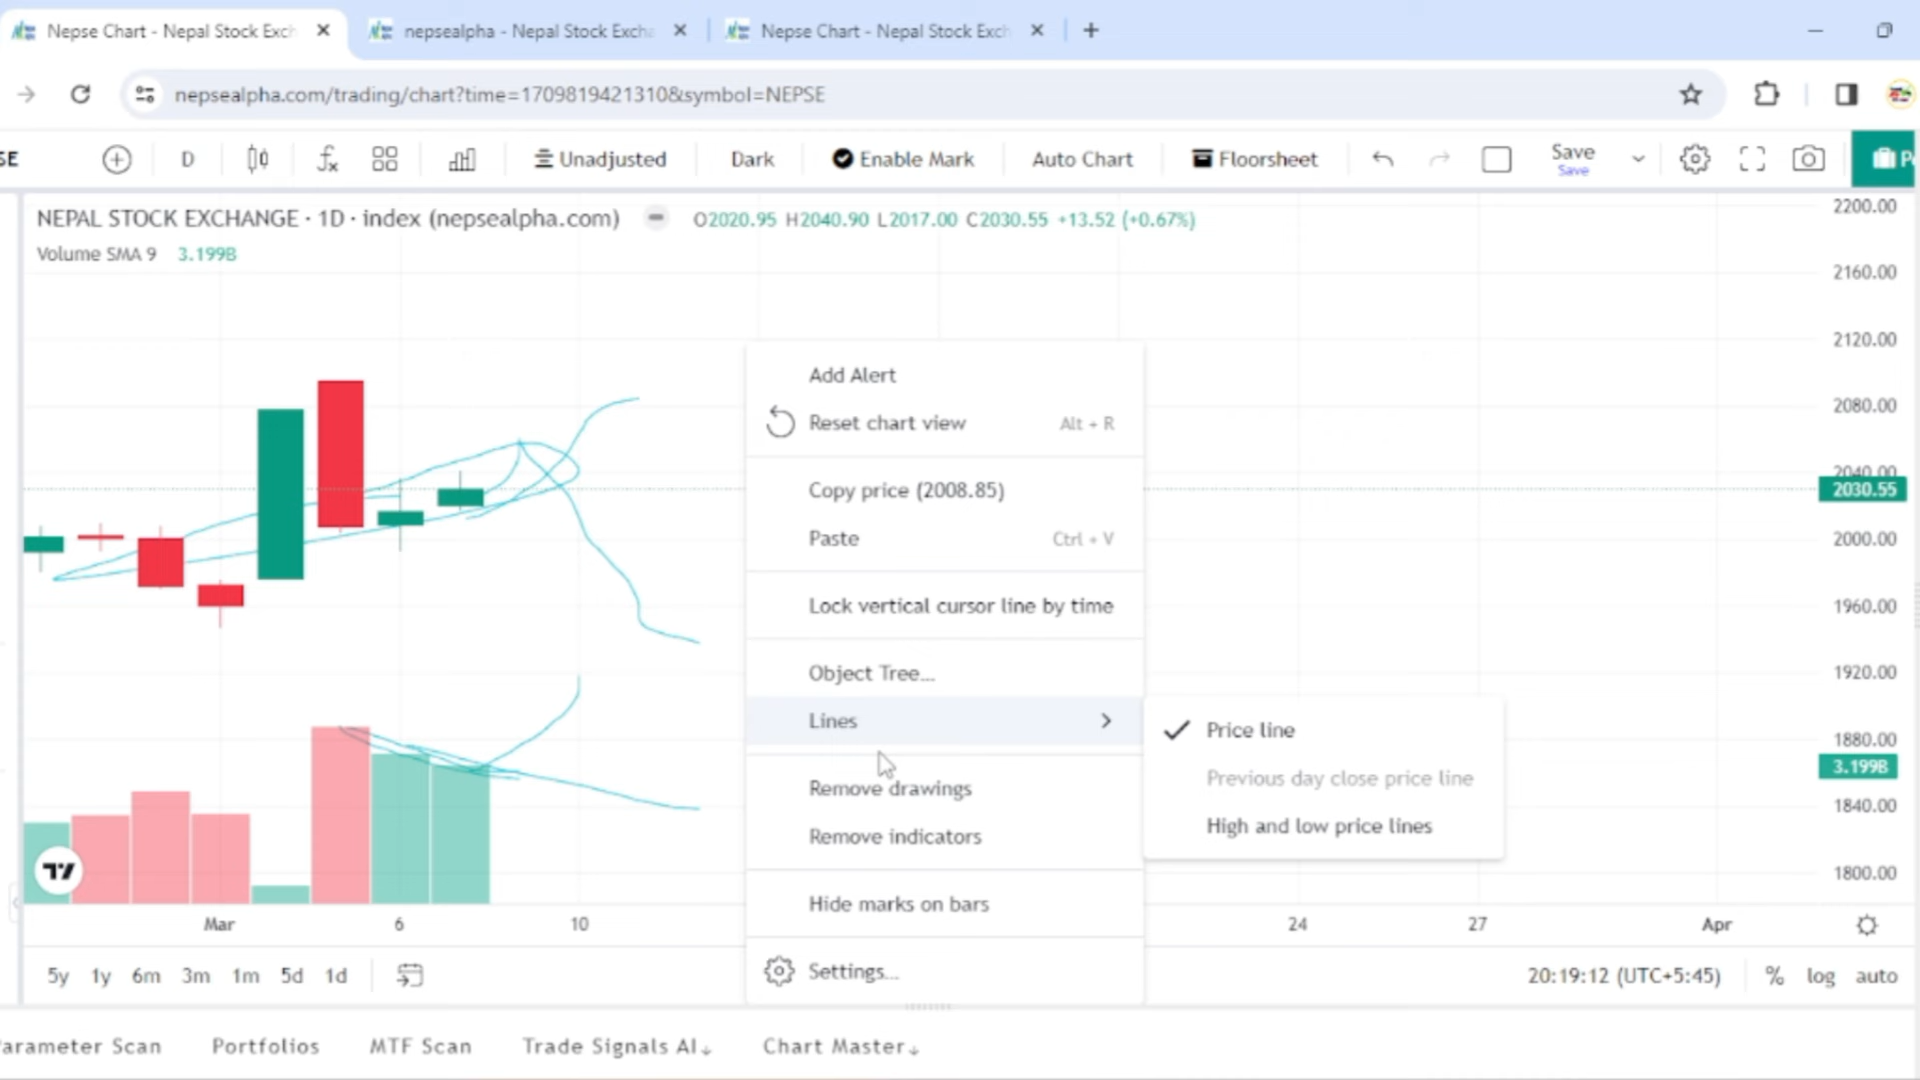 Nepse Chart - Nepal Stock Exch
nepsealpha - Nepal Stock Excha
Nepse Chart - Nepal Stock Exch
nepsealpha.com/trading/chart?time=1709819421310&symbol=NEPSE
SE
D
Unadjusted
Dark
Enable Mark
Auto Chart
Floorsheet
Save
Save
P
NEPAL STOCK EXCHANGE · 1D · index (nepsealpha.com)
O2020.95 H2040.90 L2017.00 C2030.55 +13.52 (+0.67%)
Volume SMA 9 3.199B
2200.00
2160.00
2120.00
2080.00
2040.00
2030.55
2000.00
1960.00
1920.00
1880.00
3.199B
1840.00
1800.00
Add Alert
Reset chart view Alt + R
Copy price (2008.85)
Paste Ctrl + V
Lock vertical cursor line by time
Object Tree...
Lines
Remove drawings
Remove indicators
Hide marks on bars
Settings...
Price line
Previous day close price line
High and low price lines
Mar 6 10 24 27 Apr
5y 1y 6m 3m 1m 5d 1d
20:19:12 (UTC+5:45) % log auto
arameter Scan Portfolios MTF Scan Trade Signals AI↓ Chart Master↓